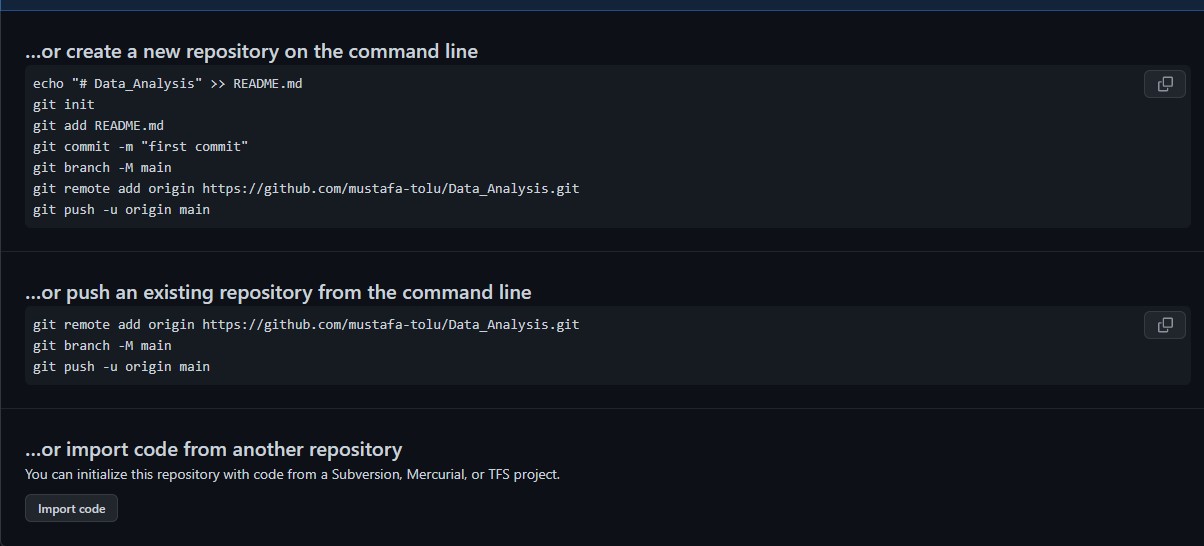 ...or create a new repository on the command line
echo "# Data_Analysis" >> README.md
git init
git add README.md
git commit -m "first commit"
git branch -M main
git remote add origin https://github.com/mustafa-tolu/Data_Analysis.git
git push -u origin main
...or push an existing repository from the command line
git remote add origin https://github.com/mustafa-tolu/Data_Analysis.git
git branch -M main
git push -u origin main
...or import code from another repository
You can initialize this repository with code from a Subversion, Mercurial, or TFS project.
Import code